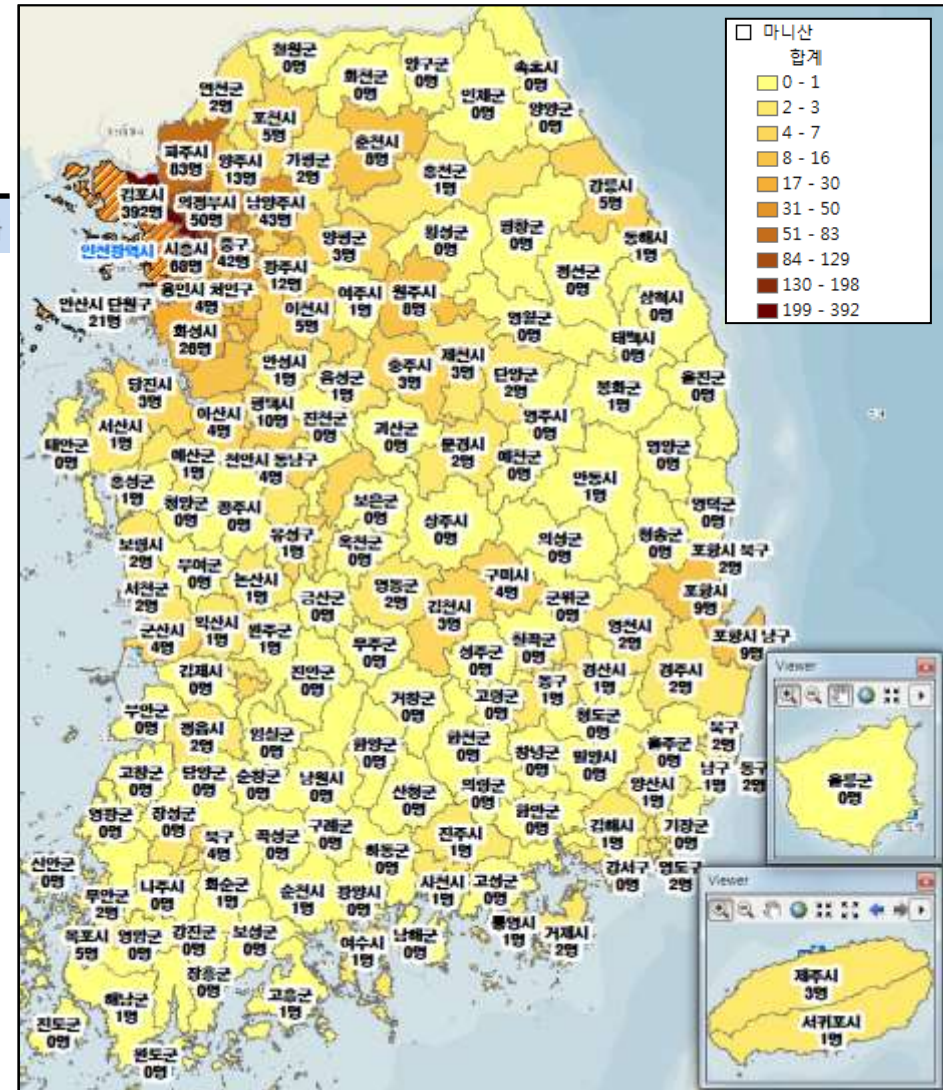 마니산
합계
0 - 1
2 - 3
4 - 7
8 - 16
17 - 30
31 - 50
51 - 83
84 - 129
130 - 198
199 - 392
철원군
0명
화천군
0명
양구군
0명
속초시
0명
인제군
0명
양양군
0명
연천군
2명
포천시
5명
춘천시
8명
파주시
83명
양주시
13명
가평군
2명
홍천군
1명
강릉시
5명
김포시
392명
의정부시
50명
남양주시
43명
인천광역시
시흥시
68명
중구
42명
양평군
3명
횡성군
0명
평창군
0명
동해시
1명
광주시
12명
정선군
0명
안산시 단원구
21명
용인시 처인구
4명
여주시
1명
원주시
8명
삼척시
0명
이천시
5명
영월군
0명
태백시
0명
화성시
26명
안성시
1명
음성군
1명
충주시
3명
제천시
3명
단양군
2명
봉화군
1명
울진군
0명
당진시
3명
아산시
4명
평택시
10명
진천군
0명
괴산군
0명
영주시
0명
서산시
1명
태안군
0명
예산군
1명
천안시 동남구
4명
문경시
2명
예천군
0명
영양군
0명
홍성군
1명
안동시
1명
청양군
0명
공주시
0명
보은군
0명
상주시
0명
영덕군
0명
유성구
1명
옥천군
0명
의성군
0명
청송군
0명
포항시 북구
2명
보령시
2명
부여군
0명
논산시
1명
금산군
0명
영동군
2명
구미시
4명
포항시
9명
서천군
2명
김천시
3명
군위군
0명
군산시
4명
익산시
1명
완주군
1명
무주군
0명
영천시
2명
포항시 남구
9명
칠곡군
0명
성주군
0명
김제시
0명
진안군
0명
경산시
1명
경주시
2명
중구
1명
고령군
0명
거창군
0명
부안군
0명
청도군
0명
정읍시
2명
임실군
0명
함양군
0명
합천군
0명
창녕군
0명
밀양시
0명
울주군
0명
북구
2명
고창군
0명
담양군
0명
순창군
0명
남원시
0명
산청군
0명
의령군
0명
양산시
1명
남구
1명
동구
2명
영광군
0명
장성군
0명
함안군
0명
북구
4명
곡성군
0명
구례군
0명
진주시
1명
김해시
1명
기장군
0명
하동군
0명
신안군
0명
강서구
0명
영도구
2명
무안군
2명
나주시
0명
화순군
1명
순천시
1명
광양시
0명
사천시
1명
고성군
0명
목포시
5명
영암군
0명
강진군
0명
보성군
0명
여수시
1명
남해군
0명
통영시
1명
거제시
2명
장흥군
0명
해남군
1명
고흥군
1명
진도군
0명
완도군
0명
Viewer
울릉군
0명
Viewer
제주시
3명
서귀포시
1명